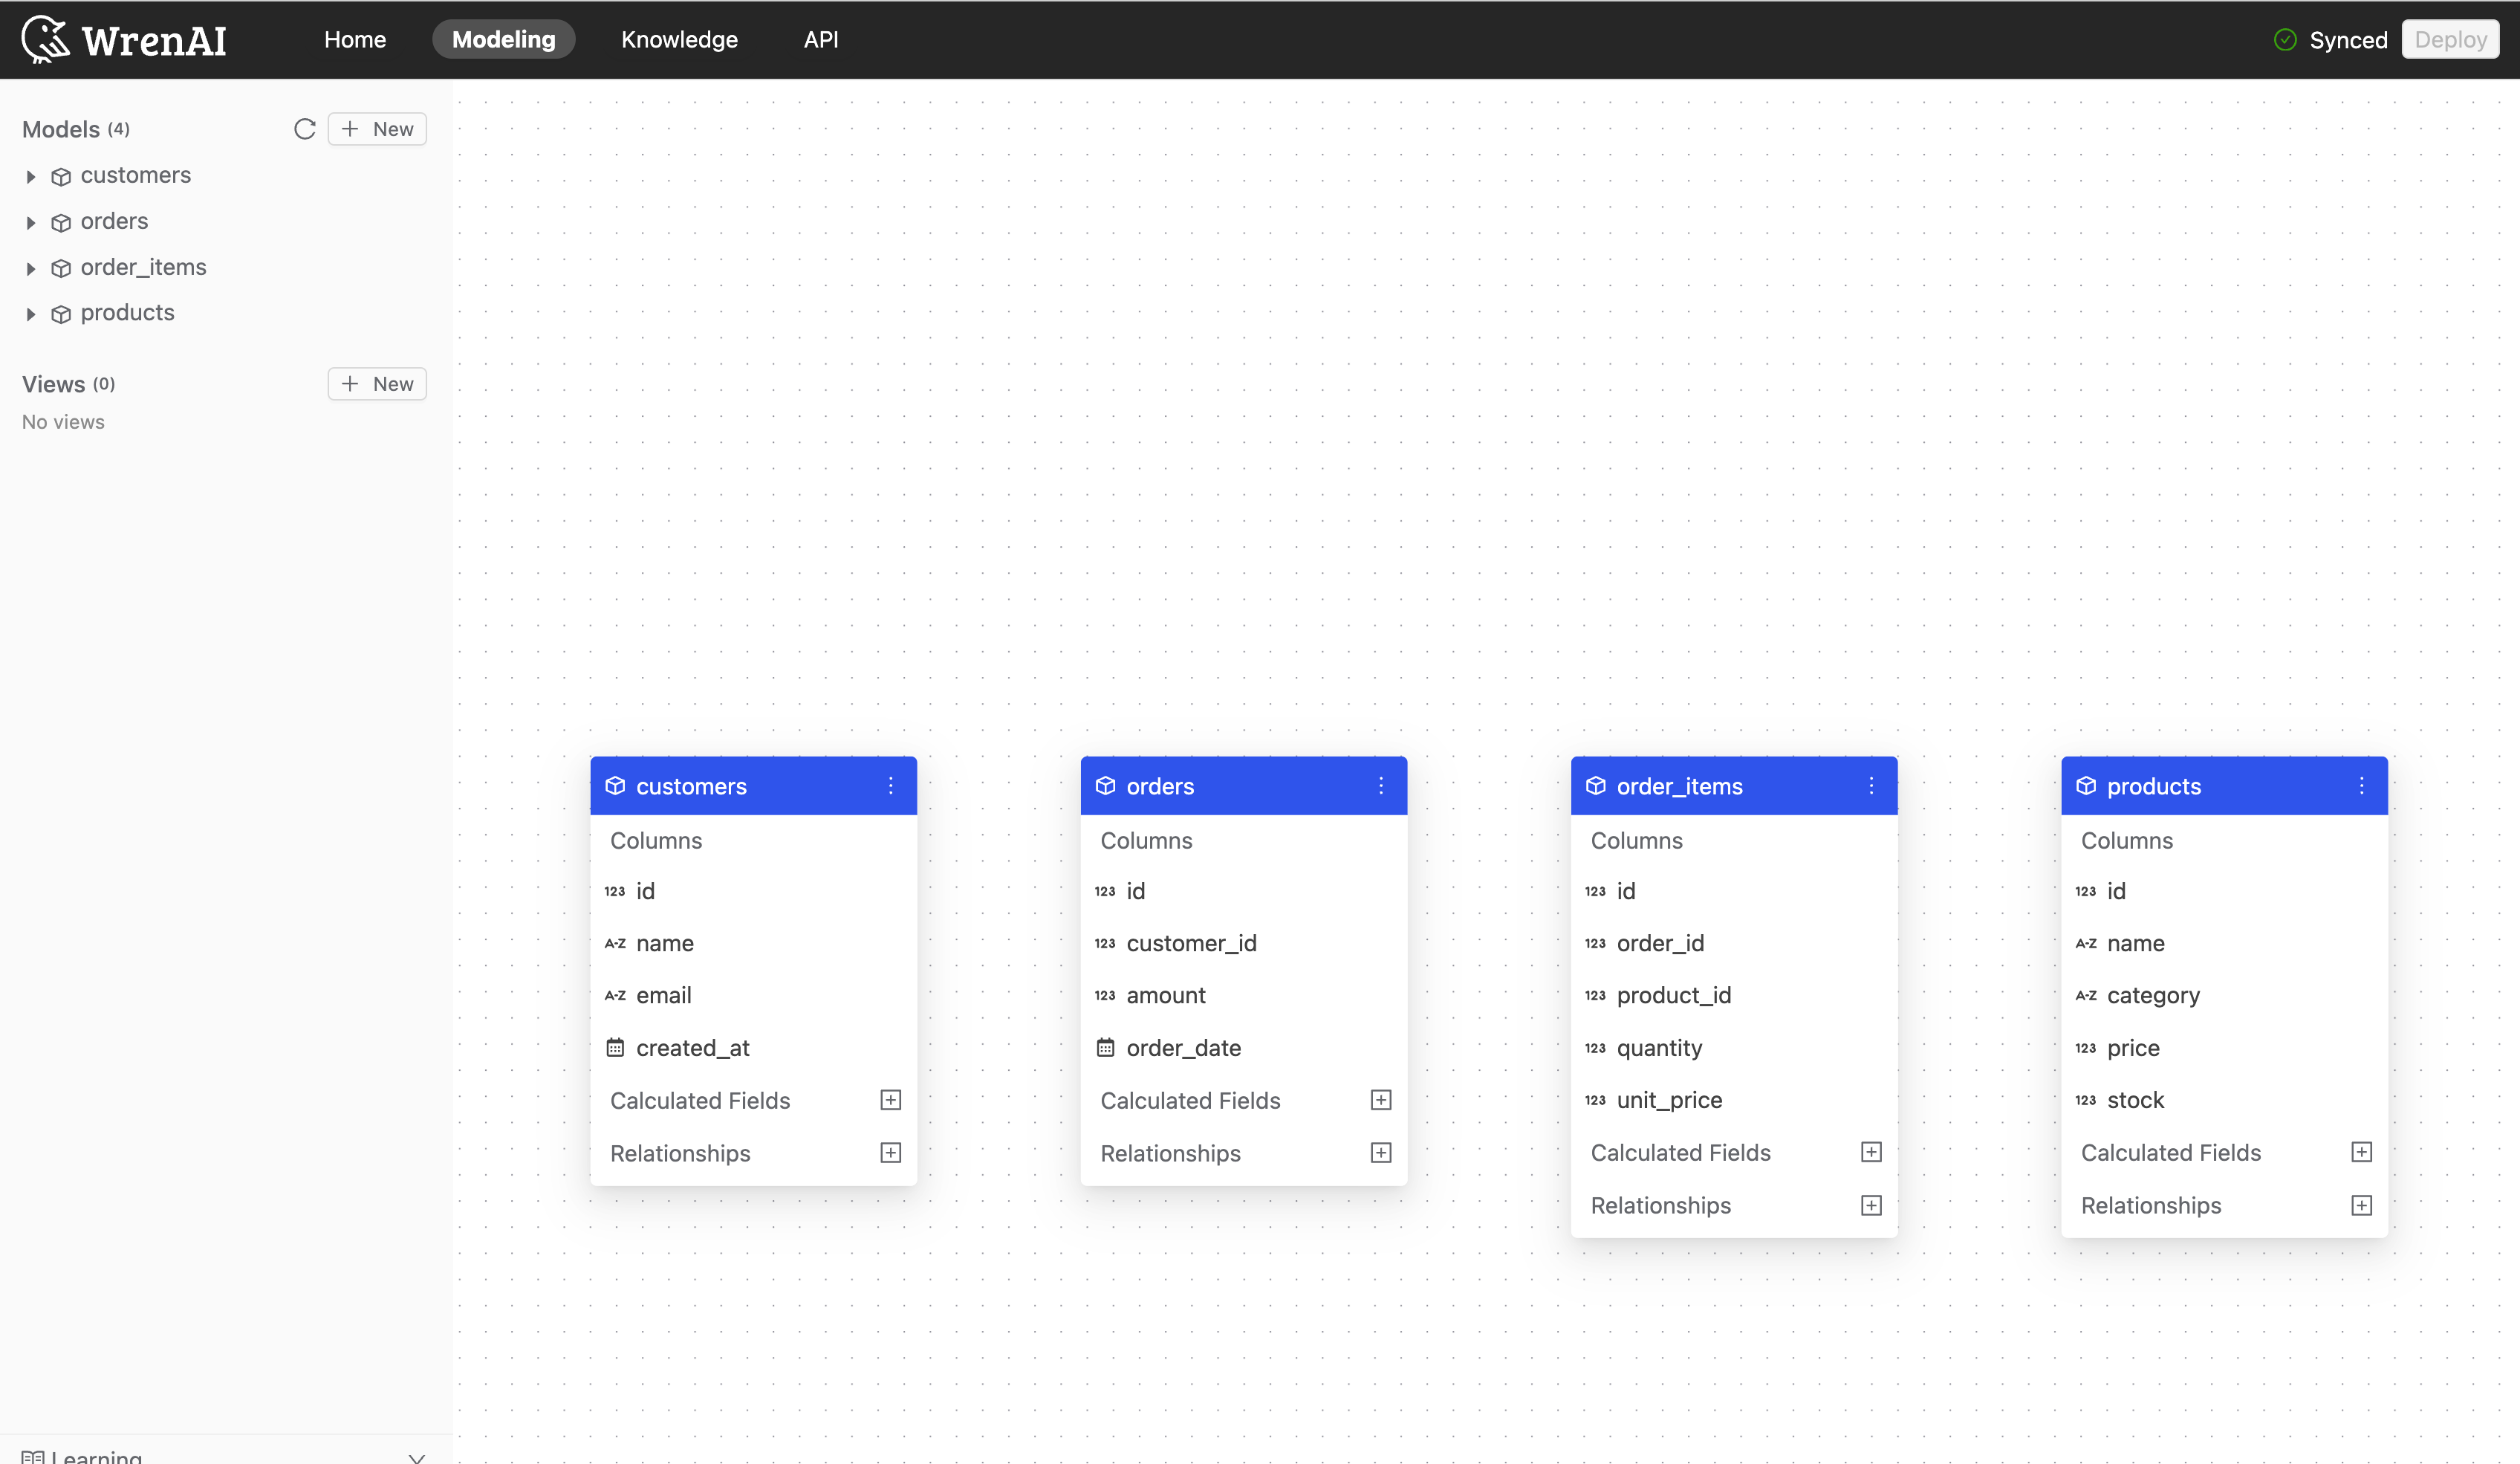 WrenAI Home Modeling Knowledge API Synced Deploy
Models (4) New
customers
orders
order_items
products
Views (0) New
No views
customers
Columns
123 id
A-Z name
A-Z email
created_at
Calculated Fields
Relationships
orders
Columns
123 id
123 customer_id
123 amount
order_date
Calculated Fields
Relationships
order_items
Columns
123 id
123 order_id
123 product_id
123 quantity
123 unit_price
Calculated Fields
Relationships
products
Columns
123 id
A-Z name
A-Z category
123 price
123 stock
Calculated Fields
Relationships
Learning